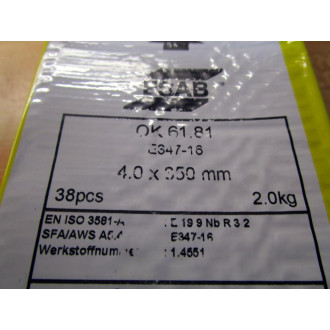 ESAB
OK 61.81
E347-16
4.0 x 350 mm
38pcs 2.0kg
EN ISO 3581-A : E 19 9 Nb R 3 2
SFA/AWS A5.4 E347-16
Werkstoffnummer : 1.4551